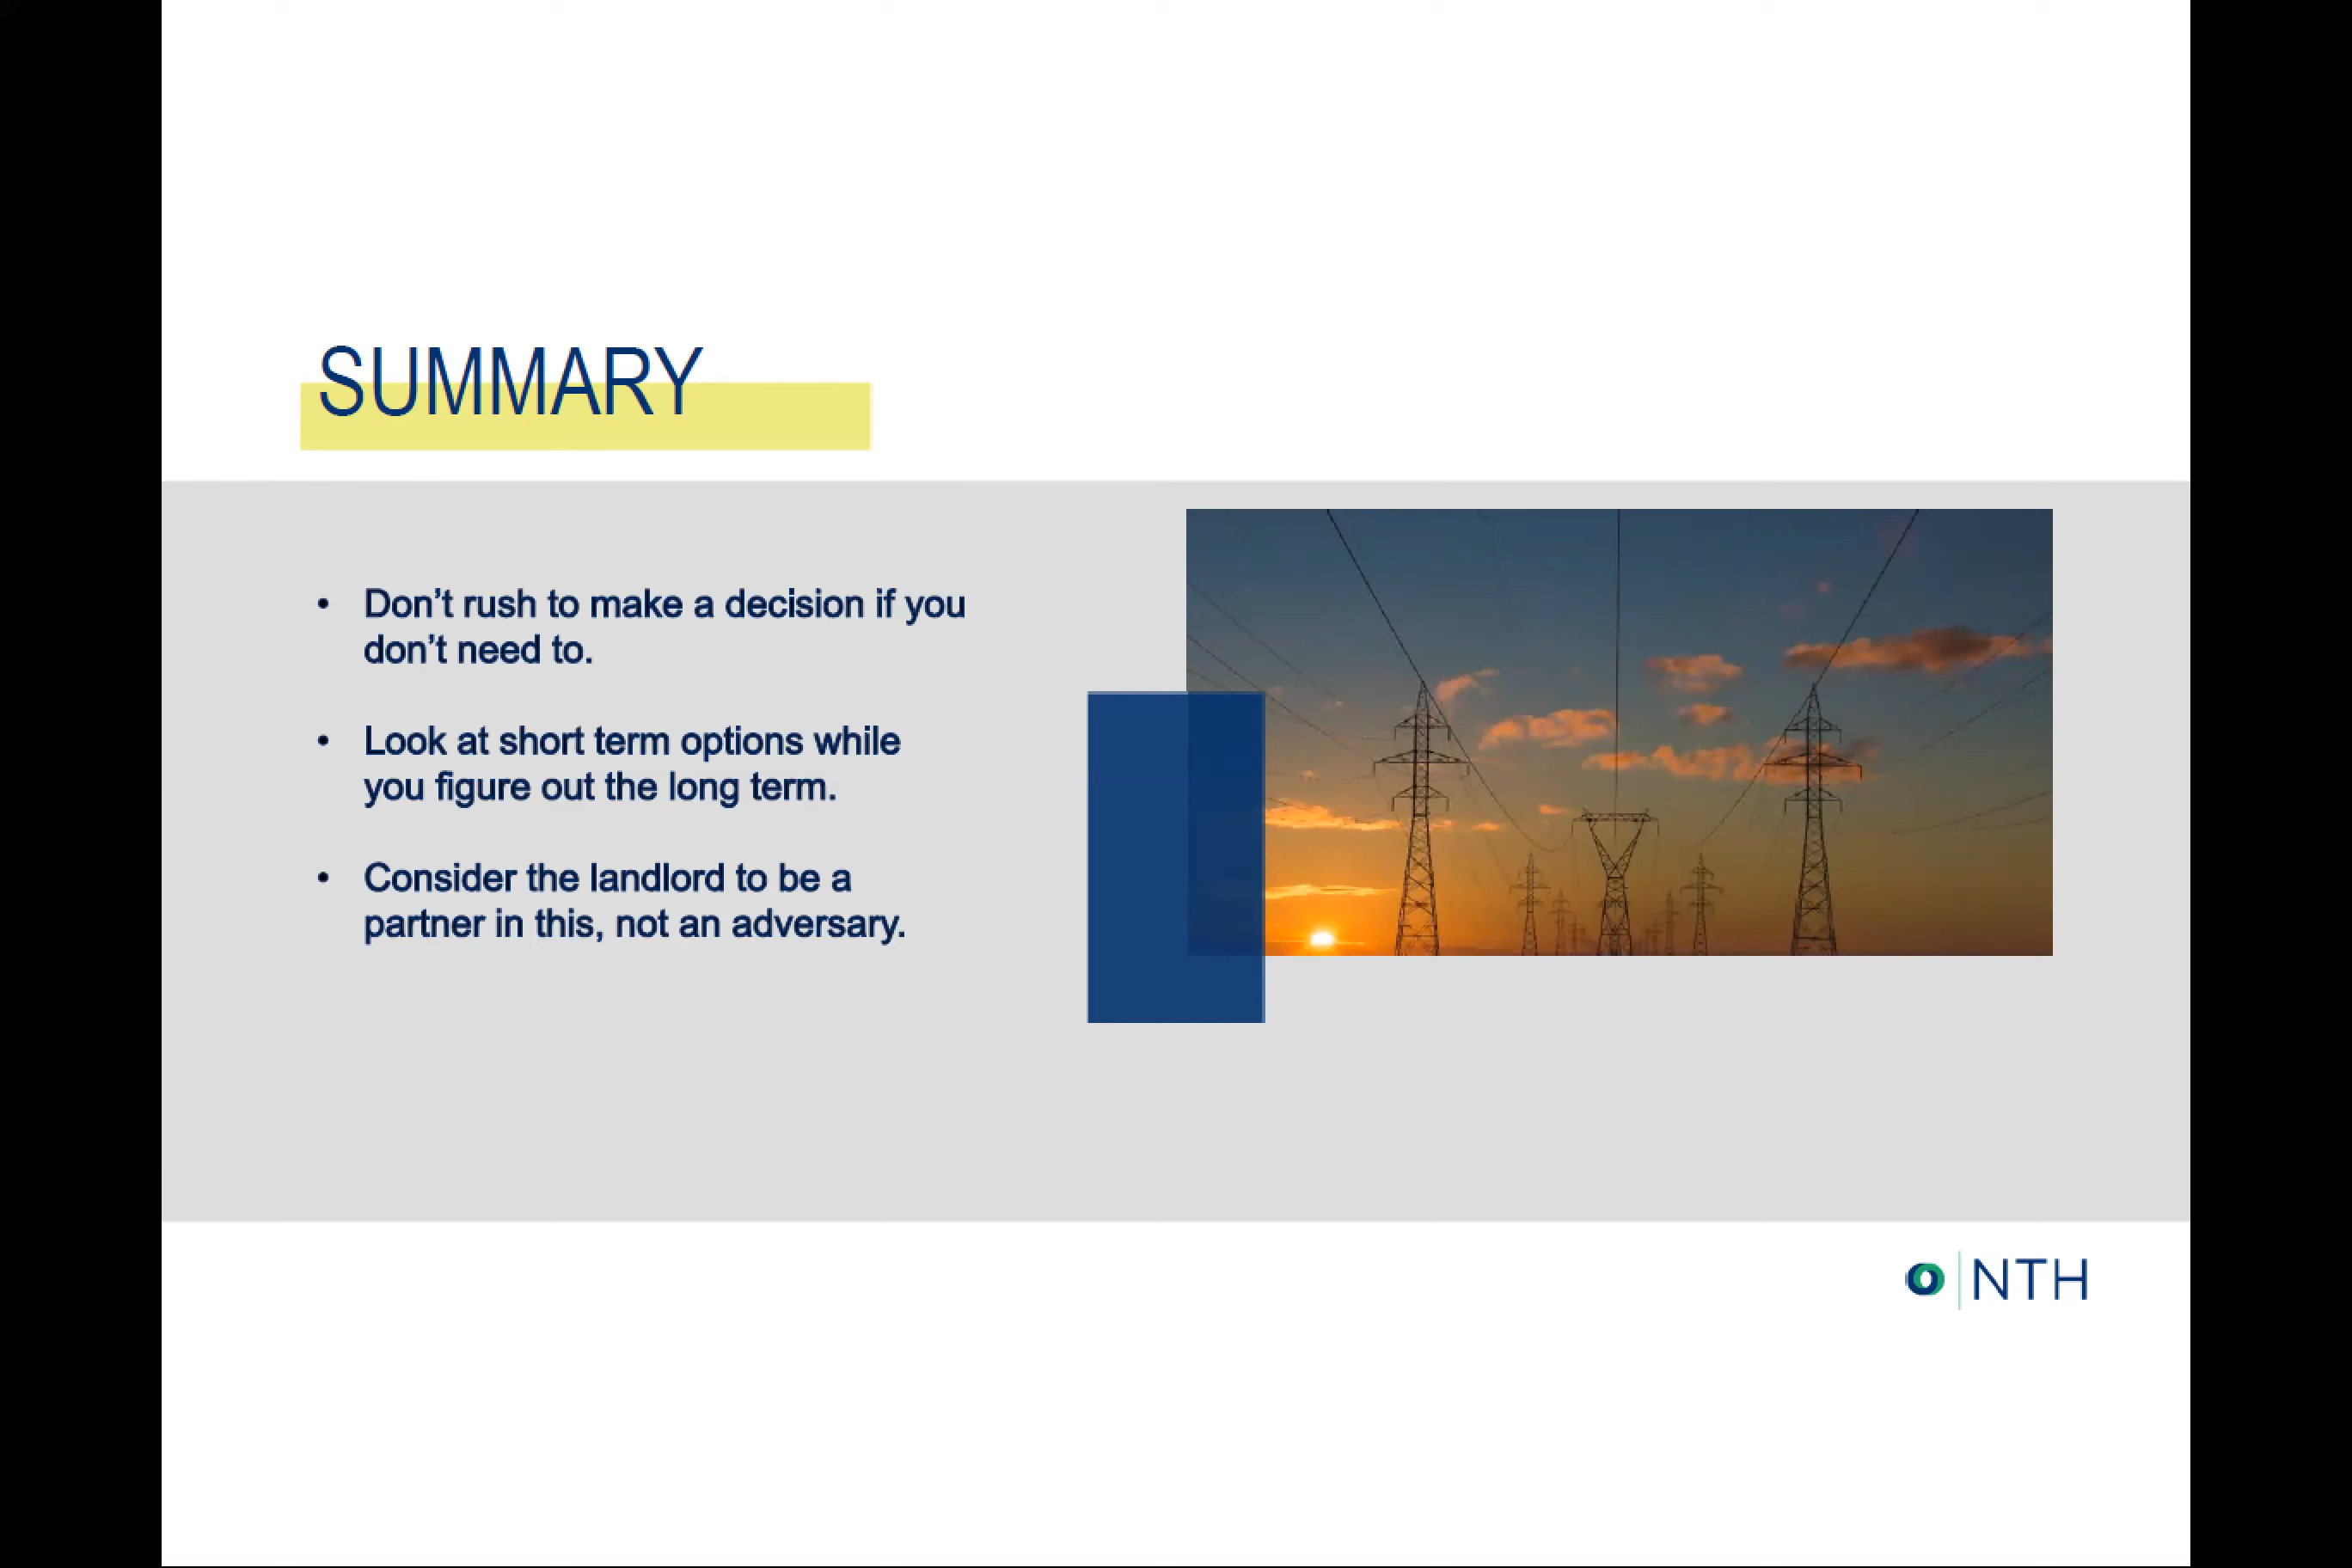 SUMMARY
• Don’t rush to make a decision if you
don’t need to.
• Look at short term options while
you figure out the long term.
• Consider the landlord to be a
partner in this, not an adversary.
NTH